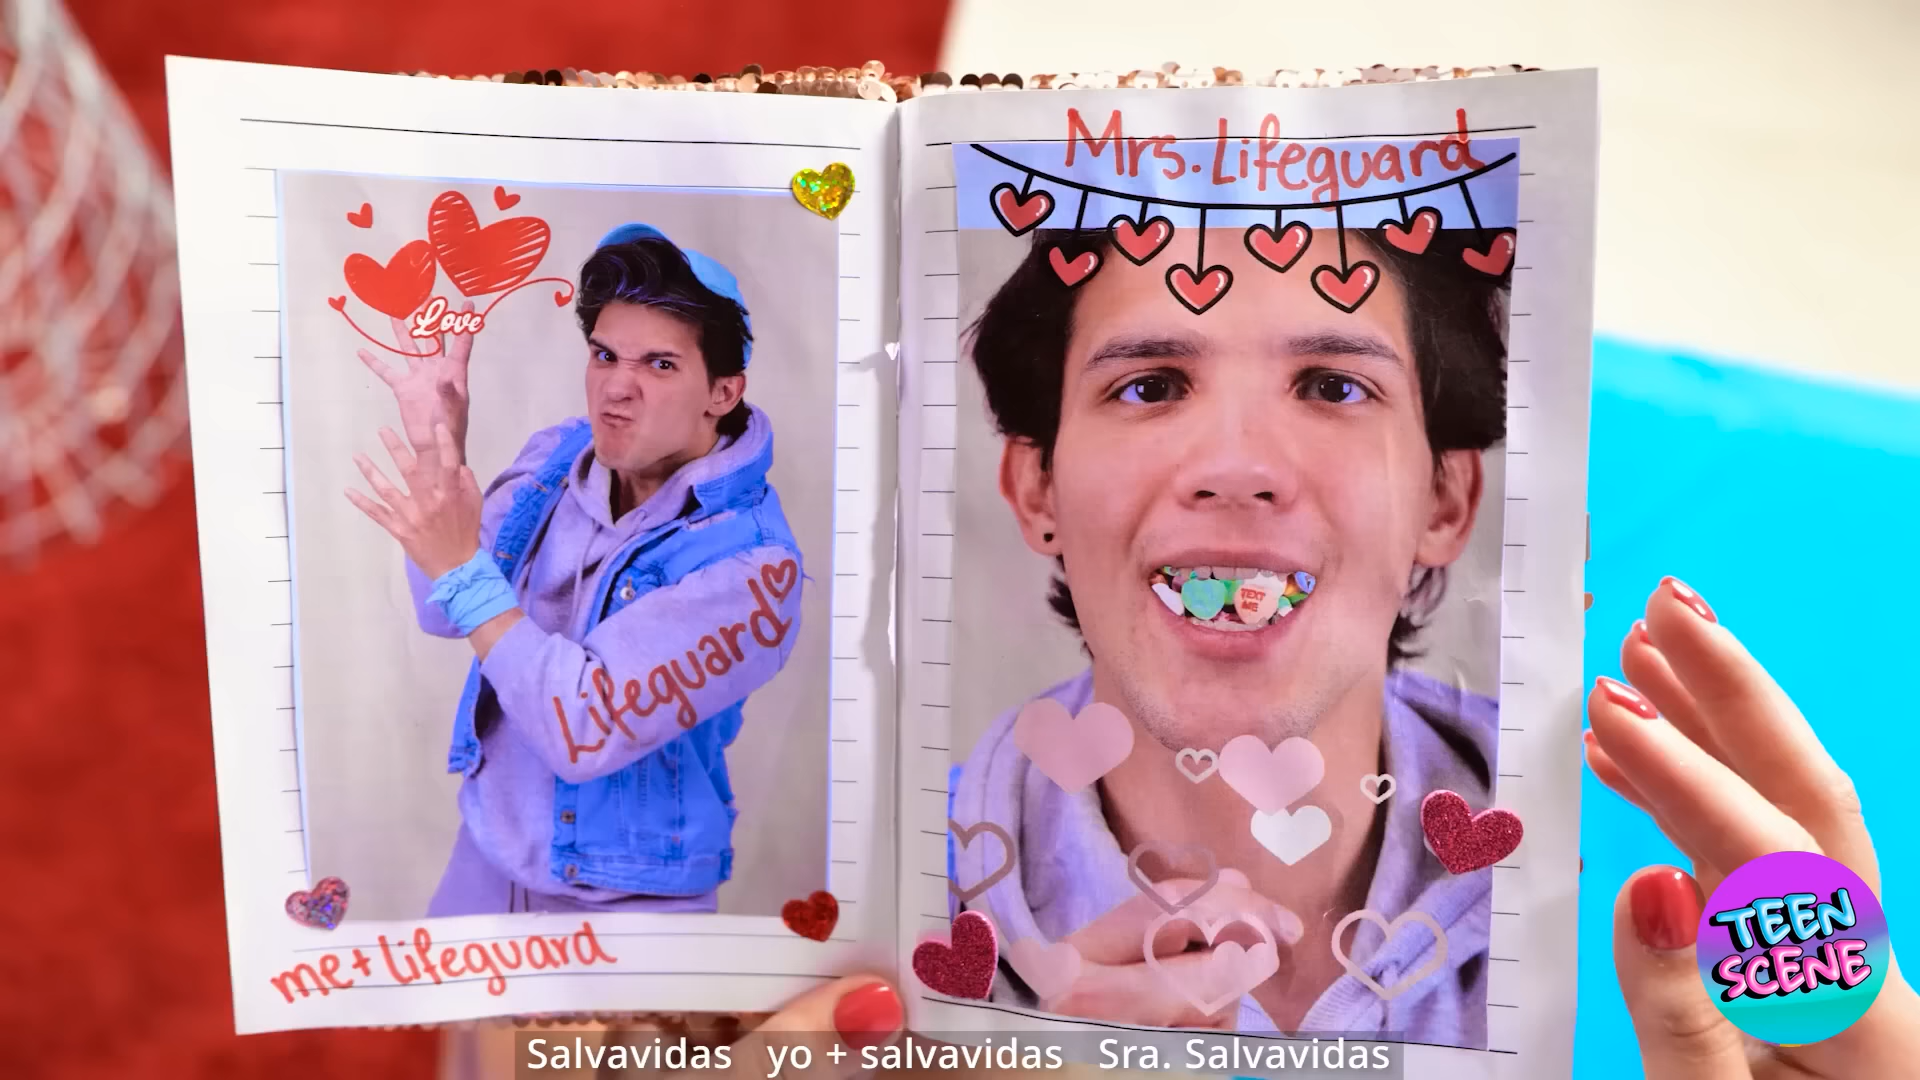 Love
Lifeguard
me + lifeguard
Mrs. Lifeguard
TEXT
ME
Salvavidas yo + salvavidas Sra. Salvavidas
TEEN
SCENE